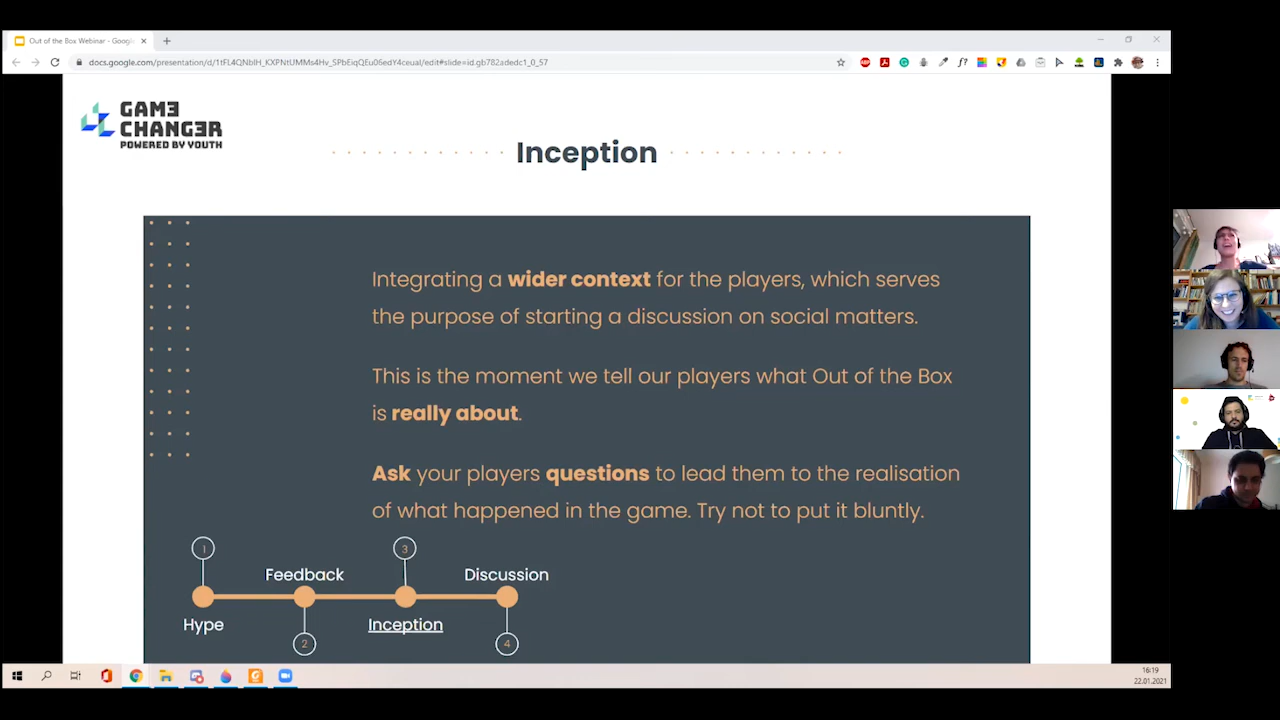 Out of the Box Webinar - Googl
docs.google.com/presentation/d/1tFL4QNblH_KXPNtUMMs4Hv_SPbEiqQEu06edY4ceuaI/edit#slide=id.gb782adedc1_0_57
GAME
CHANGER
POWERED BY YOUTH
Inception
Integrating a wider context for the players, which serves
the purpose of starting a discussion on social matters.
This is the moment we tell our players what Out of the Box
is really about.
Ask your players questions to lead them to the realisation
of what happened in the game. Try not to put it bluntly.
1
3
Feedback
Discussion
Hype
Inception
2
4
16:19
22.01.2021